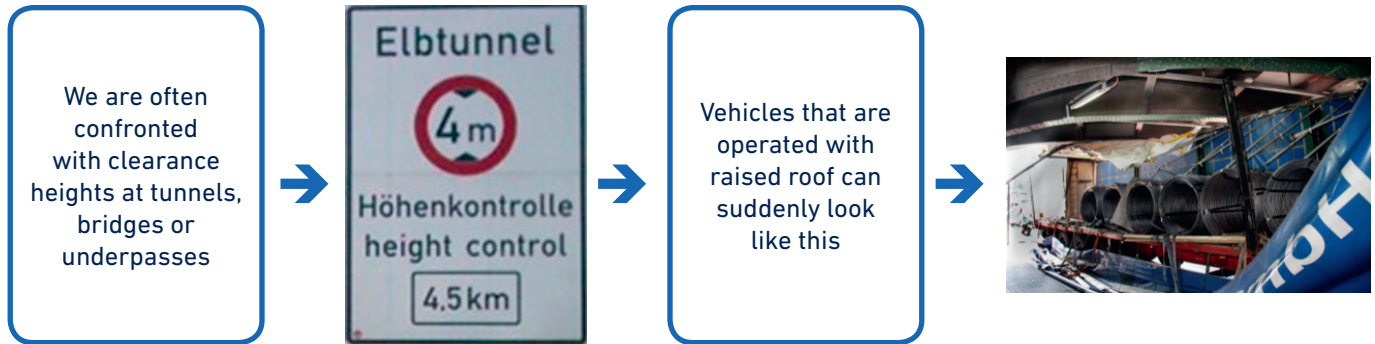 We are often
confronted
with clearance
heights at tunnels,
bridges or
underpasses
Elbtunnel
4 m
Höhenkontrolle
height control
4,5 km
Vehicles that are
operated with
raised roof can
suddenly look
like this
mbH